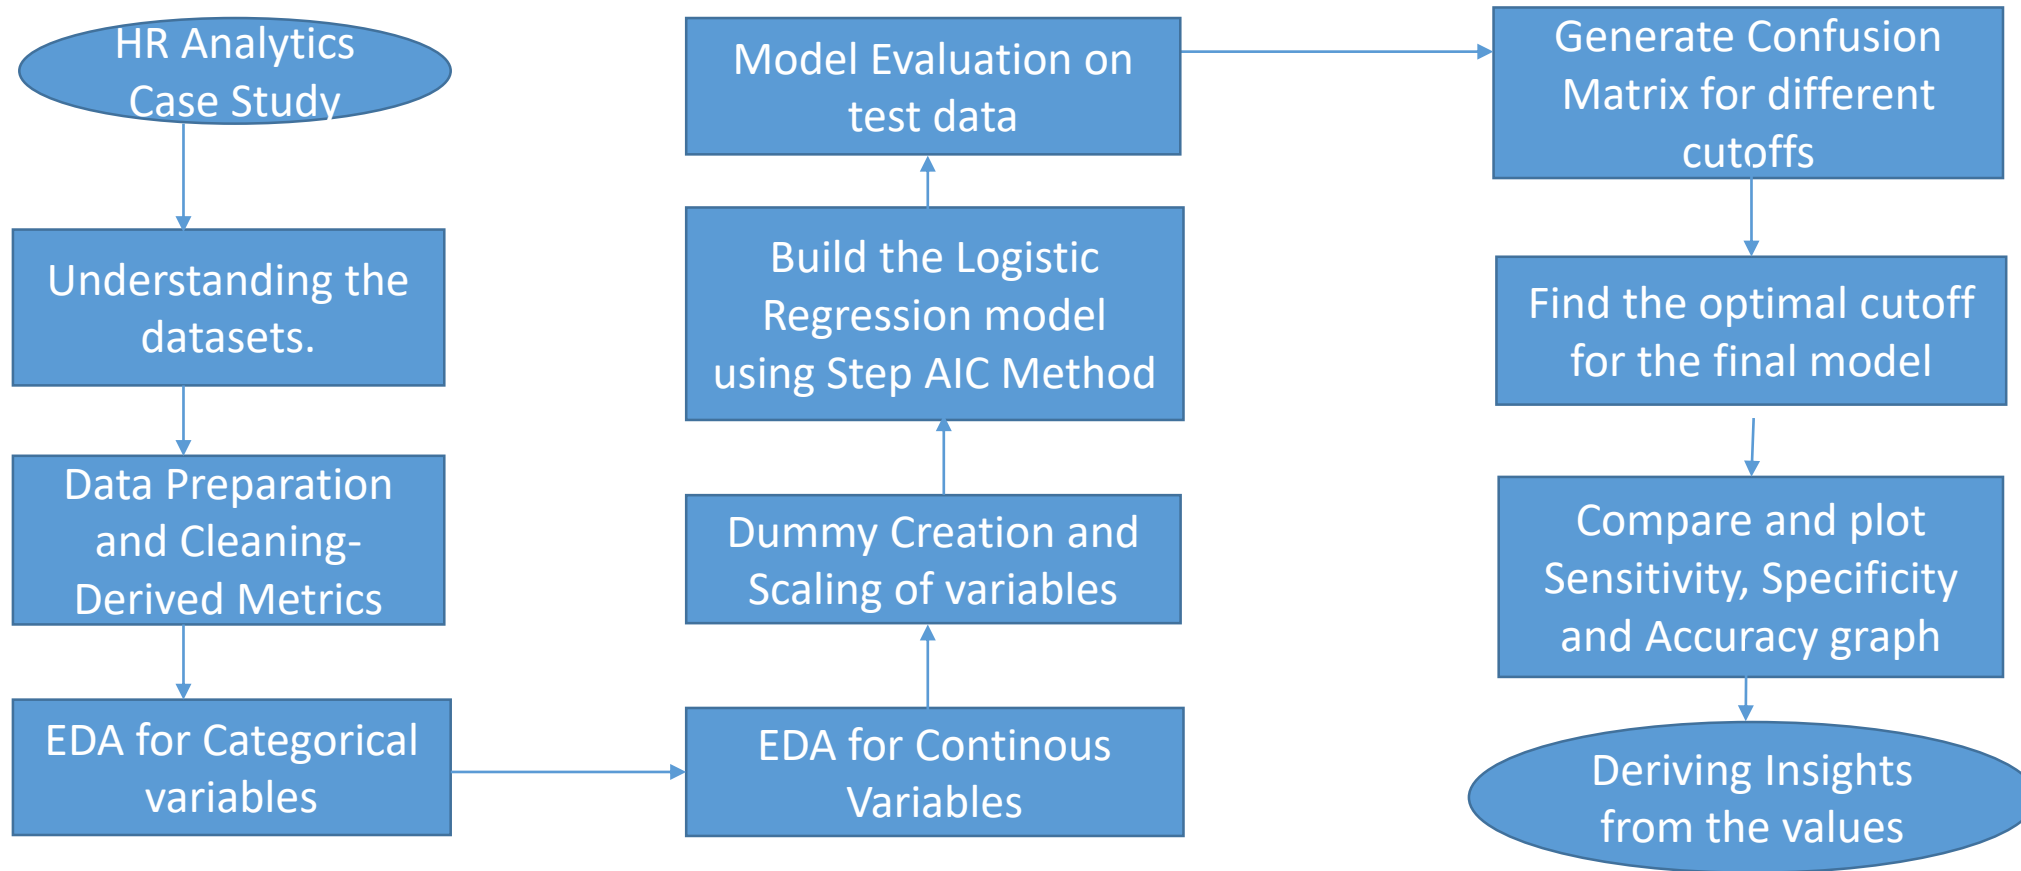 HR Analytics
Case Study
Understanding the
datasets.
Data Preparation
and Cleaning-
Derived Metrics
EDA for Categorical
variables
EDA for Continous
Variables
Dummy Creation and
Scaling of variables
Build the Logistic
Regression model
using Step AIC Method
Model Evaluation on
test data
Generate Confusion
Matrix for different
cutoffs
Find the optimal cutoff
for the final model
Compare and plot
Sensitivity, Specificity
and Accuracy graph
Deriving Insights
from the values